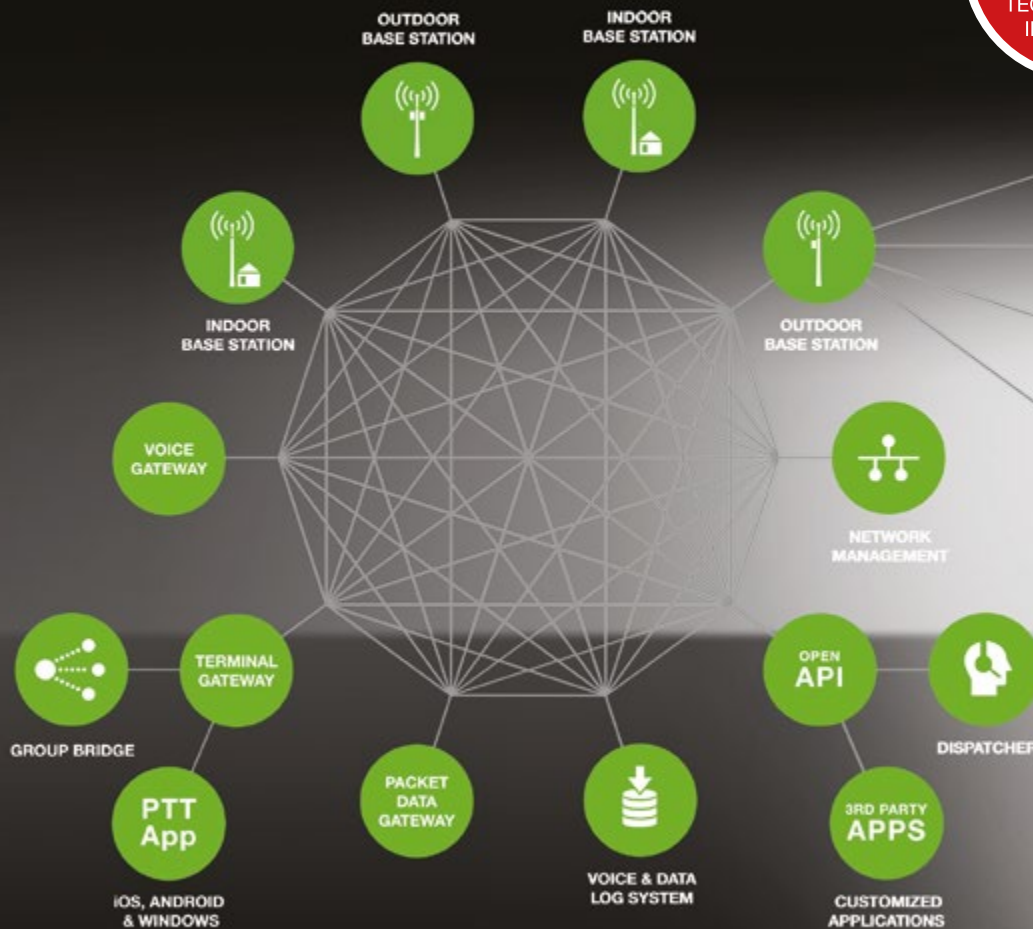 OUTDOOR
BASE STATION
INDOOR
BASE STATION
INDOOR
BASE STATION
OUTDOOR
BASE STATION
VOICE
GATEWAY
NETWORK
MANAGEMENT
TERMINAL
GATEWAY
GROUP BRIDGE
OPEN
API
DISPATCHER
PTT
App
iOS, ANDROID
& WINDOWS
PACKET
DATA
GATEWAY
VOICE & DATA
LOG SYSTEM
3RD PARTY
APPS
CUSTOMIZED
APPLICATIONS